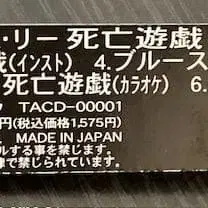 ・リー 死亡遊戯
戯(インスト) 4.ブルース
死亡遊戯(カラオケ) 6.
TACD-00001
円(税込価格1,575円)
MADE IN JAPAN
ルする事を禁じます。
事で禁じられています。